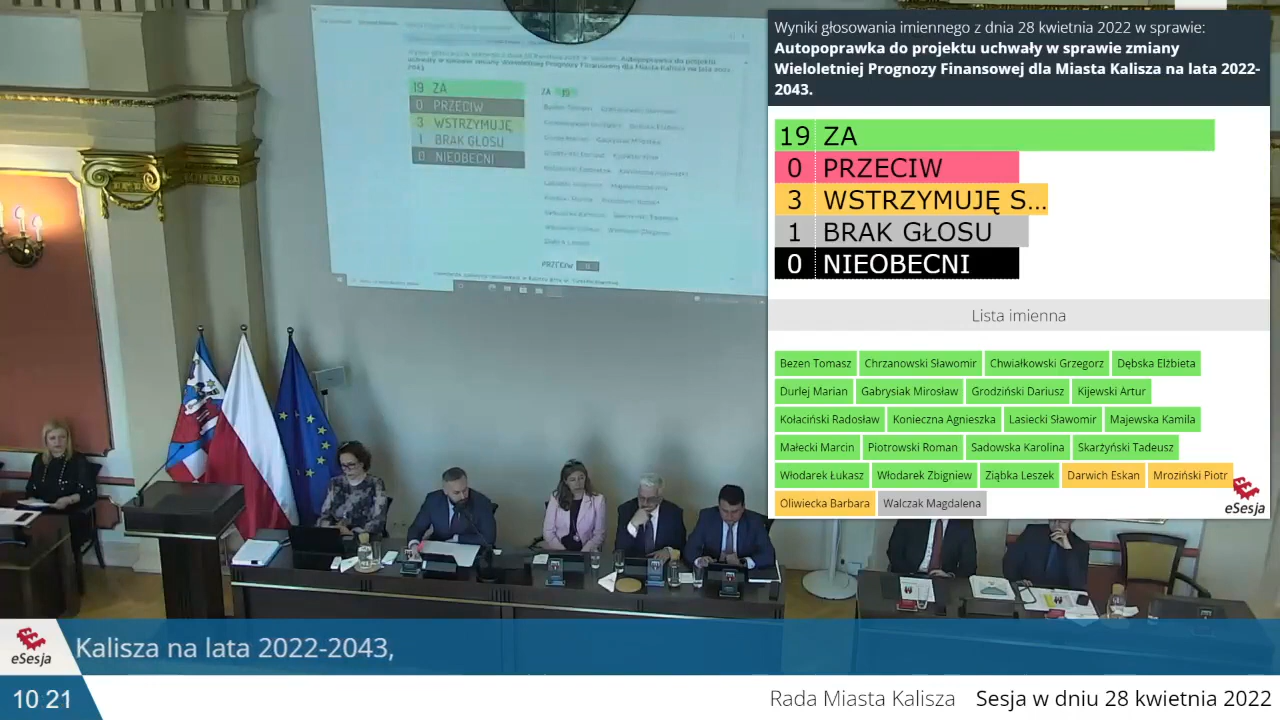 Wyniki głosowania imiennego z dnia 28 kwietnia 2022 w sprawie:
Autopoprawka do projektu uchwały w sprawie zmiany
Wieloletniej Prognozy Finansowej dla Miasta Kalisza na lata 2022-
2043.
19 ZA
0 PRZECIW
3 WSTRZYMUJĘ S...
1 BRAK GŁOSU
0 NIEOBECNI
Lista imienna
Bezen Tomasz Chrzanowski Sławomir Chwiałkowski Grzegorz Dębska Elżbieta
Durlej Marian Gabrysiak Mirosław Grodziński Dariusz Kijewski Artur
Kołaciński Radosław Konieczna Agnieszka Lasiecki Sławomir Majewska Kamila
Małecki Marcin Piotrowski Roman Sadowska Karolina Skarżyński Tadeusz
Włodarek Łukasz Włodarek Zbigniew Ziąbka Leszek Darwich Eskan Mroziński Piotr
Oliwiecka Barbara Walczak Magdalena
eSesja
19 ZA
0 PRZECIW
3 WSTRZYMUJĘ
1 BRAK GŁOSU
0 NIEOBECNI
ZA 19
PRZECIW 0
eSesja
Kalisza na lata 2022-2043,
10 21
Rada Miasta Kalisza Sesja w dniu 28 kwietnia 2022